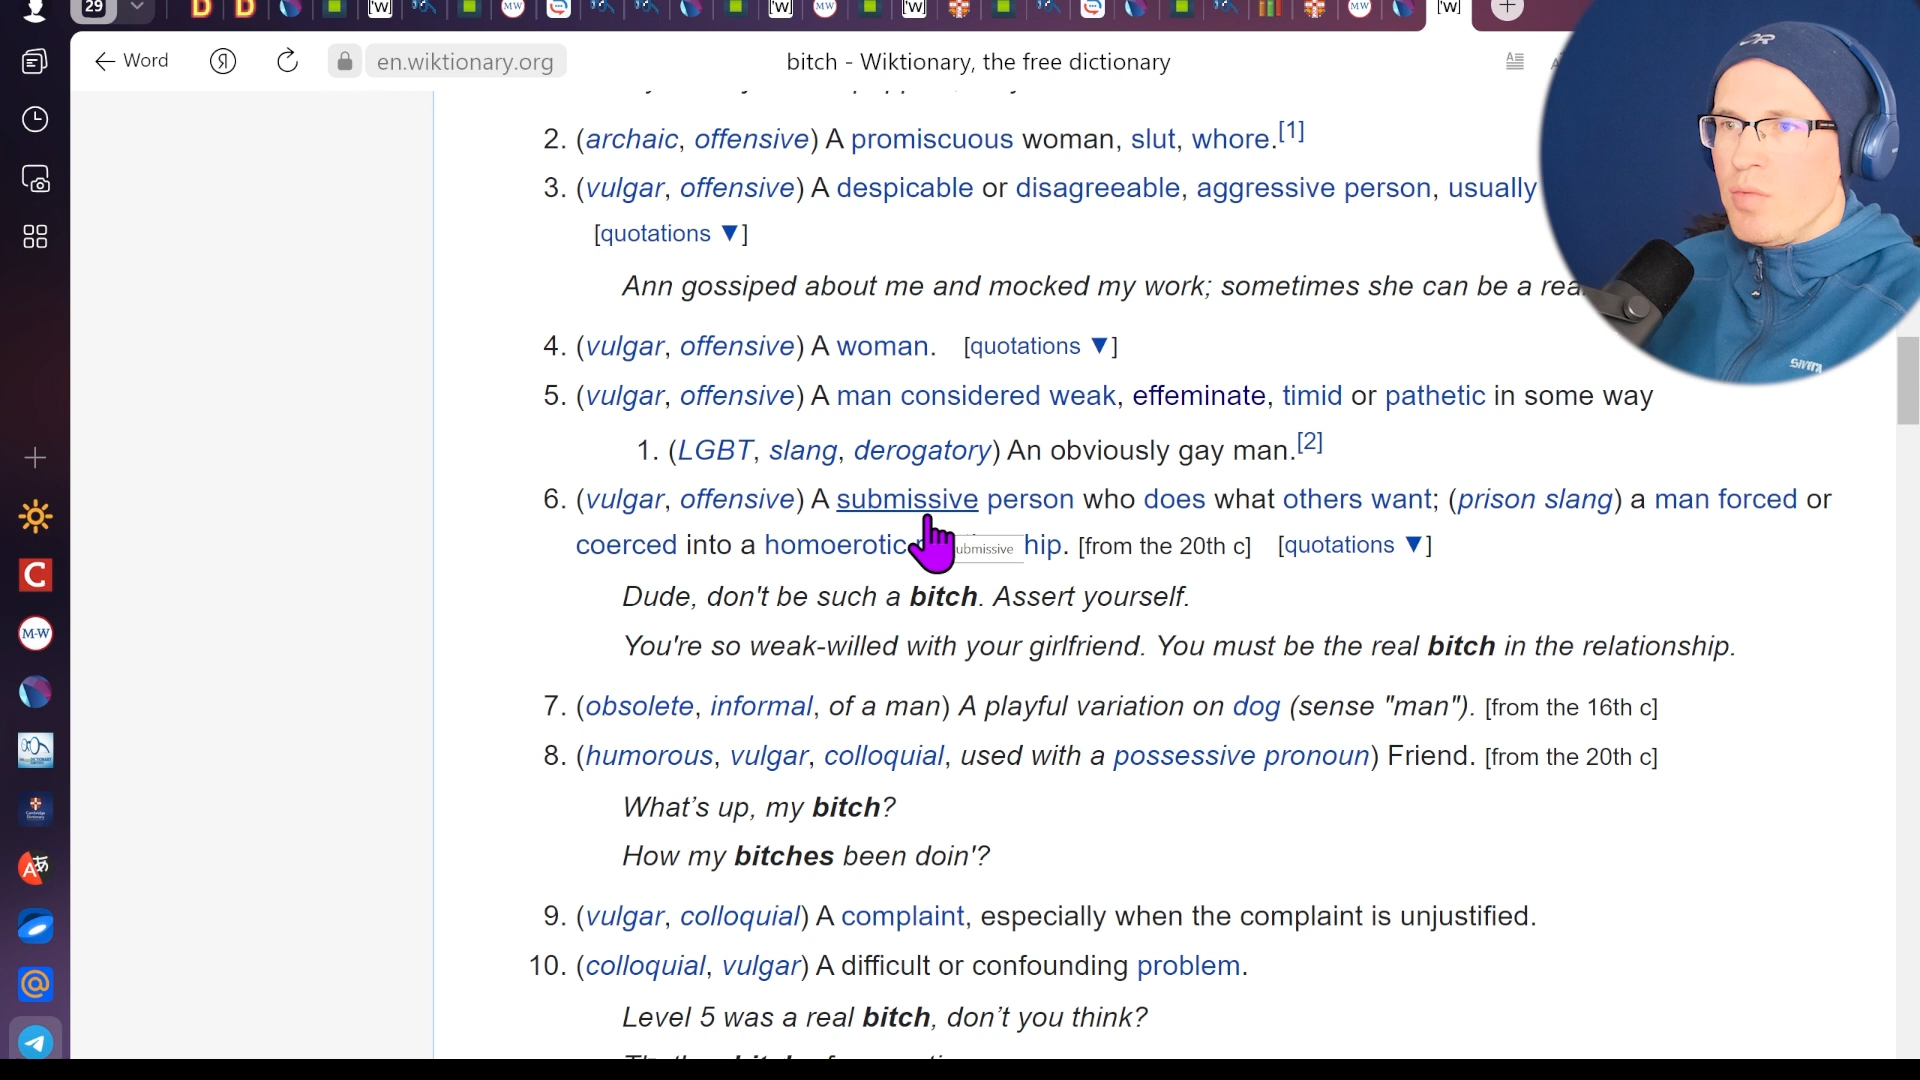 29
← Word
en.wiktionary.org
bitch - Wiktionary, the free dictionary
2. (archaic, offensive) A promiscuous woman, slut, whore.[1]
3. (vulgar, offensive) A despicable or disagreeable, aggressive person, usually
[quotations ▼]
Ann gossiped about me and mocked my work; sometimes she can be a
4. (vulgar, offensive) A woman. [quotations ▼]
5. (vulgar, offensive) A man considered weak, effeminate, timid or pathetic in some way
1. (LGBT, slang, derogatory) An obviously gay man.[2]
6. (vulgar, offensive) A submissive person who does what others want; (prison slang) a man forced or
coerced into a homoerotic hip. [from the 20th c] [quotations ▼]
ubmissive
Dude, don't be such a bitch. Assert yourself.
You're so weak-willed with your girlfriend. You must be the real bitch in the relationship.
7. (obsolete, informal, of a man) A playful variation on dog (sense "man"). [from the 16th c]
8. (humorous, vulgar, colloquial, used with a possessive pronoun) Friend. [from the 20th c]
What's up, my bitch?
How my bitches been doin'?
9. (vulgar, colloquial) A complaint, especially when the complaint is unjustified.
10. (colloquial, vulgar) A difficult or confounding problem.
Level 5 was a real bitch, don't you think?
C
M-W
OR